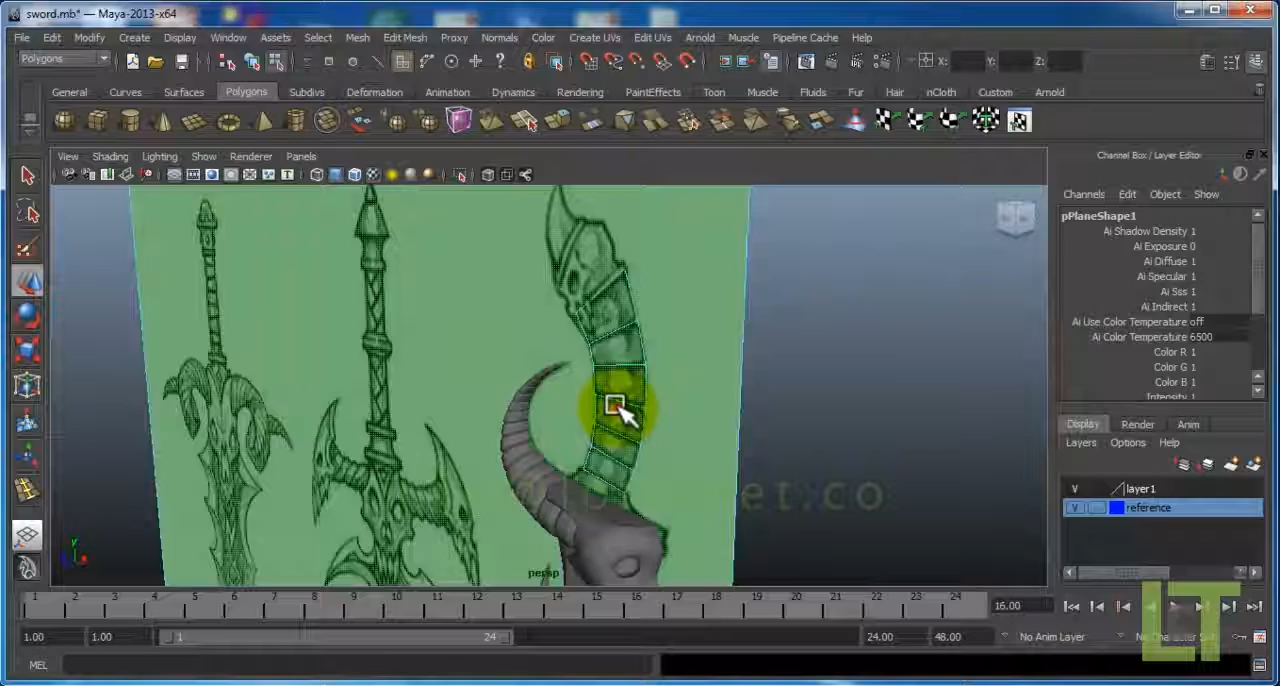 sword.mb* — Maya-2013-x64
File Edit Modify Create Display Window Assets Select Mesh Edit Mesh Proxy Normals Color Create UVs Edit UVs Arnold Muscle Pipeline Cache Help
Polygons X: Y: Z:
General Curves Surfaces Polygons Subdivs Deformation Animation Dynamics Rendering PaintEffects Toon Muscle Fluids Fur Hair nCloth Custom Arnold
View Shading Lighting Show Renderer Panels
persp
Channel Box / Layer Editor
Channels Edit Object Show
pPlaneShape1
Ai Shadow Density 1
Ai Exposure 0
Ai Diffuse 1
Ai Specular 1
Ai Sss 1
Ai Indirect 1
Ai Use Color Temperature off
Ai Color Temperature 6500
Color R 1
Color G 1
Color B 1
Intensity 1
Display Render Anim
Layers Options Help
V layer1
V reference
1 2 3 4 5 6 7 8 9 10 11 12 13 14 15 16 17 18 19 20 21 22 23 24 16.00
1.00 1.00 1 24 24.00 48.00 No Anim Layer
MEL
LT